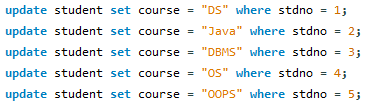 update student set course = "DS" where stdno = 1;
update student set course = "Java" where stdno = 2;
update student set course = "DBMS" where stdno = 3;
update student set course = "OS" where stdno = 4;
update student set course = "OOPS" where stdno = 5;